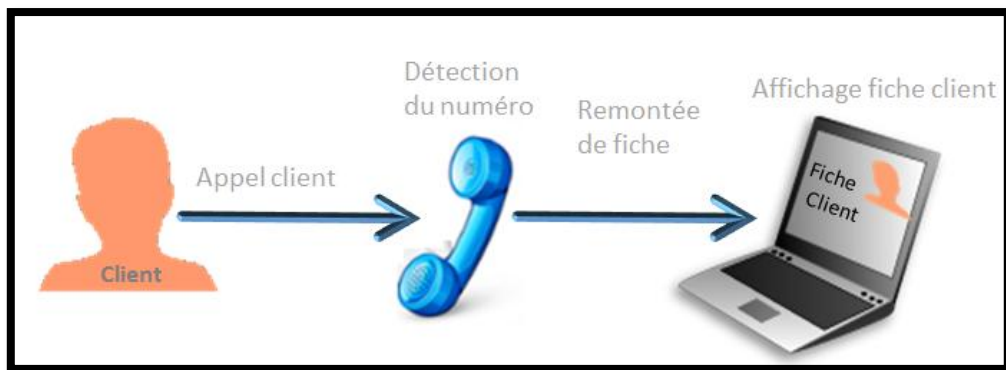 Client
Appel client
Détection
du numéro
Remontée
de fiche
Affichage fiche client
Fiche
Client